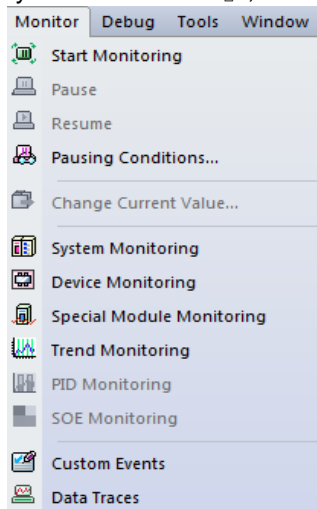 Monitor Debug Tools Window
Start Monitoring
Pause
Resume
Pausing Conditions...
Change Current Value...
System Monitoring
Device Monitoring
Special Module Monitoring
Trend Monitoring
PID Monitoring
SOE Monitoring
Custom Events
Data Traces